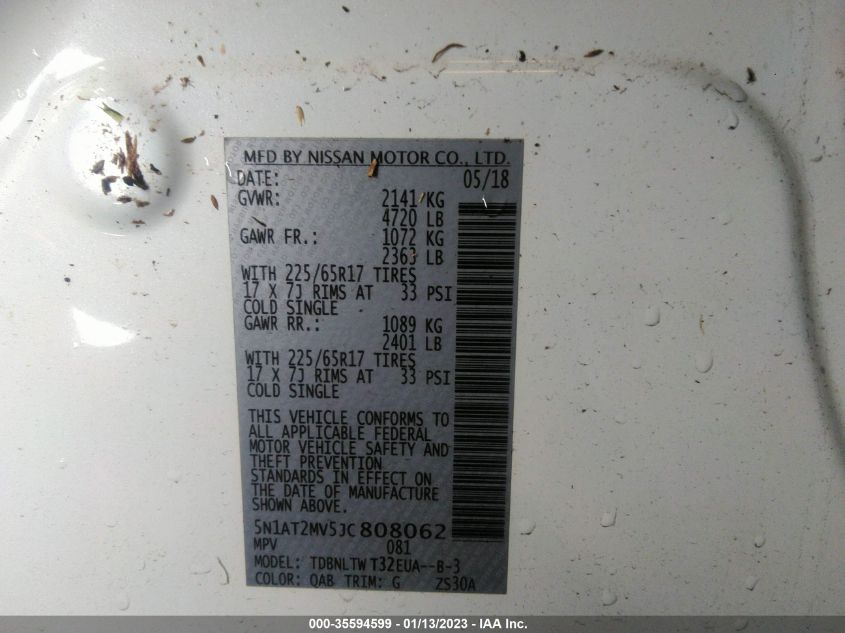 MFD BY NISSAN MOTOR CO., LTD.
DATE: 05/18
GVWR: 2141 KG
4720 LB
GAWR FR.: 1072 KG
2363 LB
WITH 225/65R17 TIRES
17 X 7J RIMS AT 33 PSI
COLD SINGLE
GAWR RR.: 1089 KG
2401 LB
WITH 225/65R17 TIRES
17 X 7J RIMS AT 33 PSI
COLD SINGLE
THIS VEHICLE CONFORMS TO
ALL APPLICABLE FEDERAL
MOTOR VEHICLE SAFETY AND
THEFT PREVENTION
STANDARDS IN EFFECT ON
THE DATE OF MANUFACTURE
SHOWN ABOVE.
5N1AT2MV5JC808062
MPV 081
MODEL: TDBNLTW T32EUA--B-3
COLOR: QAB TRIM: G ZS30A
000-35594599 - 01/13/2023 - IAA Inc.